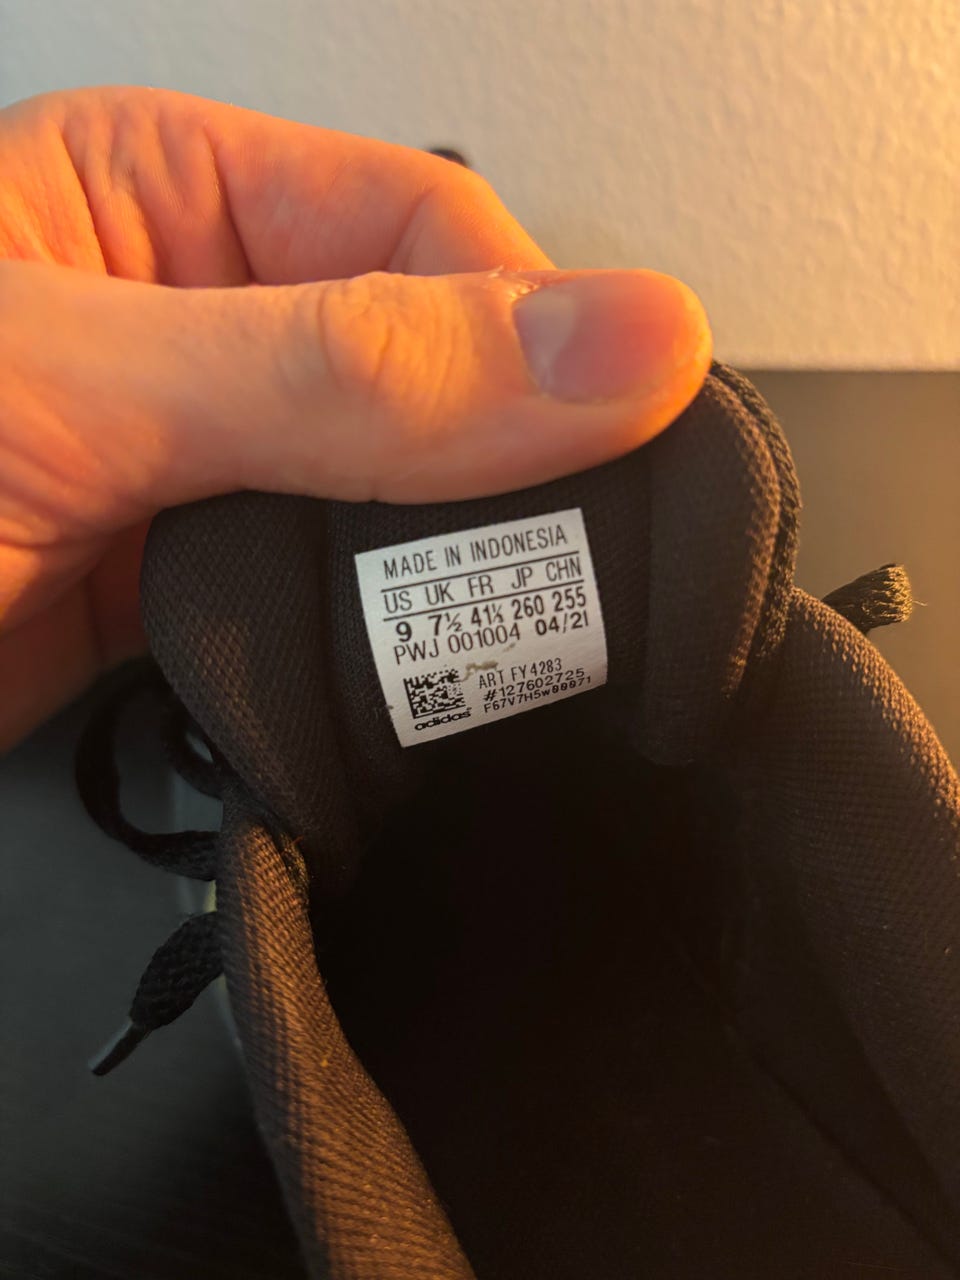 MADE IN INDONESIA
US UK FR JP CHN
9 7½ 41⅓ 260 255
PWJ 001004 04/21
ART FY4283
#127602725
F67V7H5w00071
adidas